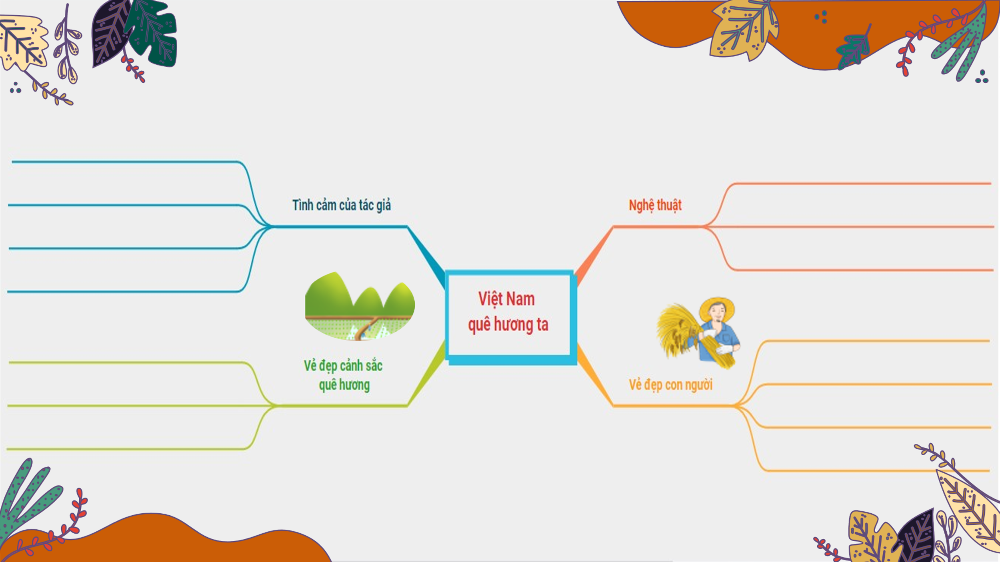 Tình cảm của tác giả
Nghệ thuật
Việt Nam
quê hương ta
Vẻ đẹp cảnh sắc
quê hương
Vẻ đẹp con người